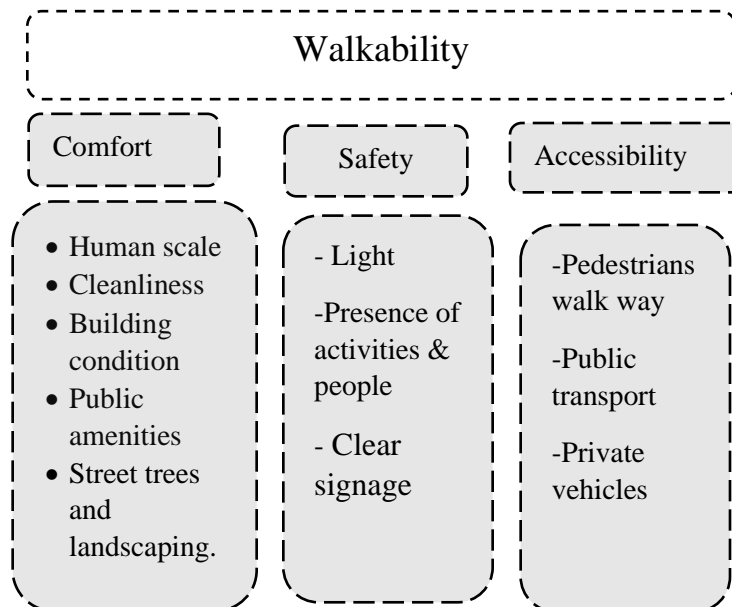 Walkability
Comfort
Safety
Accessibility
• Human scale
• Cleanliness
• Building
condition
• Public
amenities
• Street trees
and
landscaping.
- Light
-Presence of
activities &
people
- Clear
signage
-Pedestrians
walk way
-Public
transport
-Private
vehicles